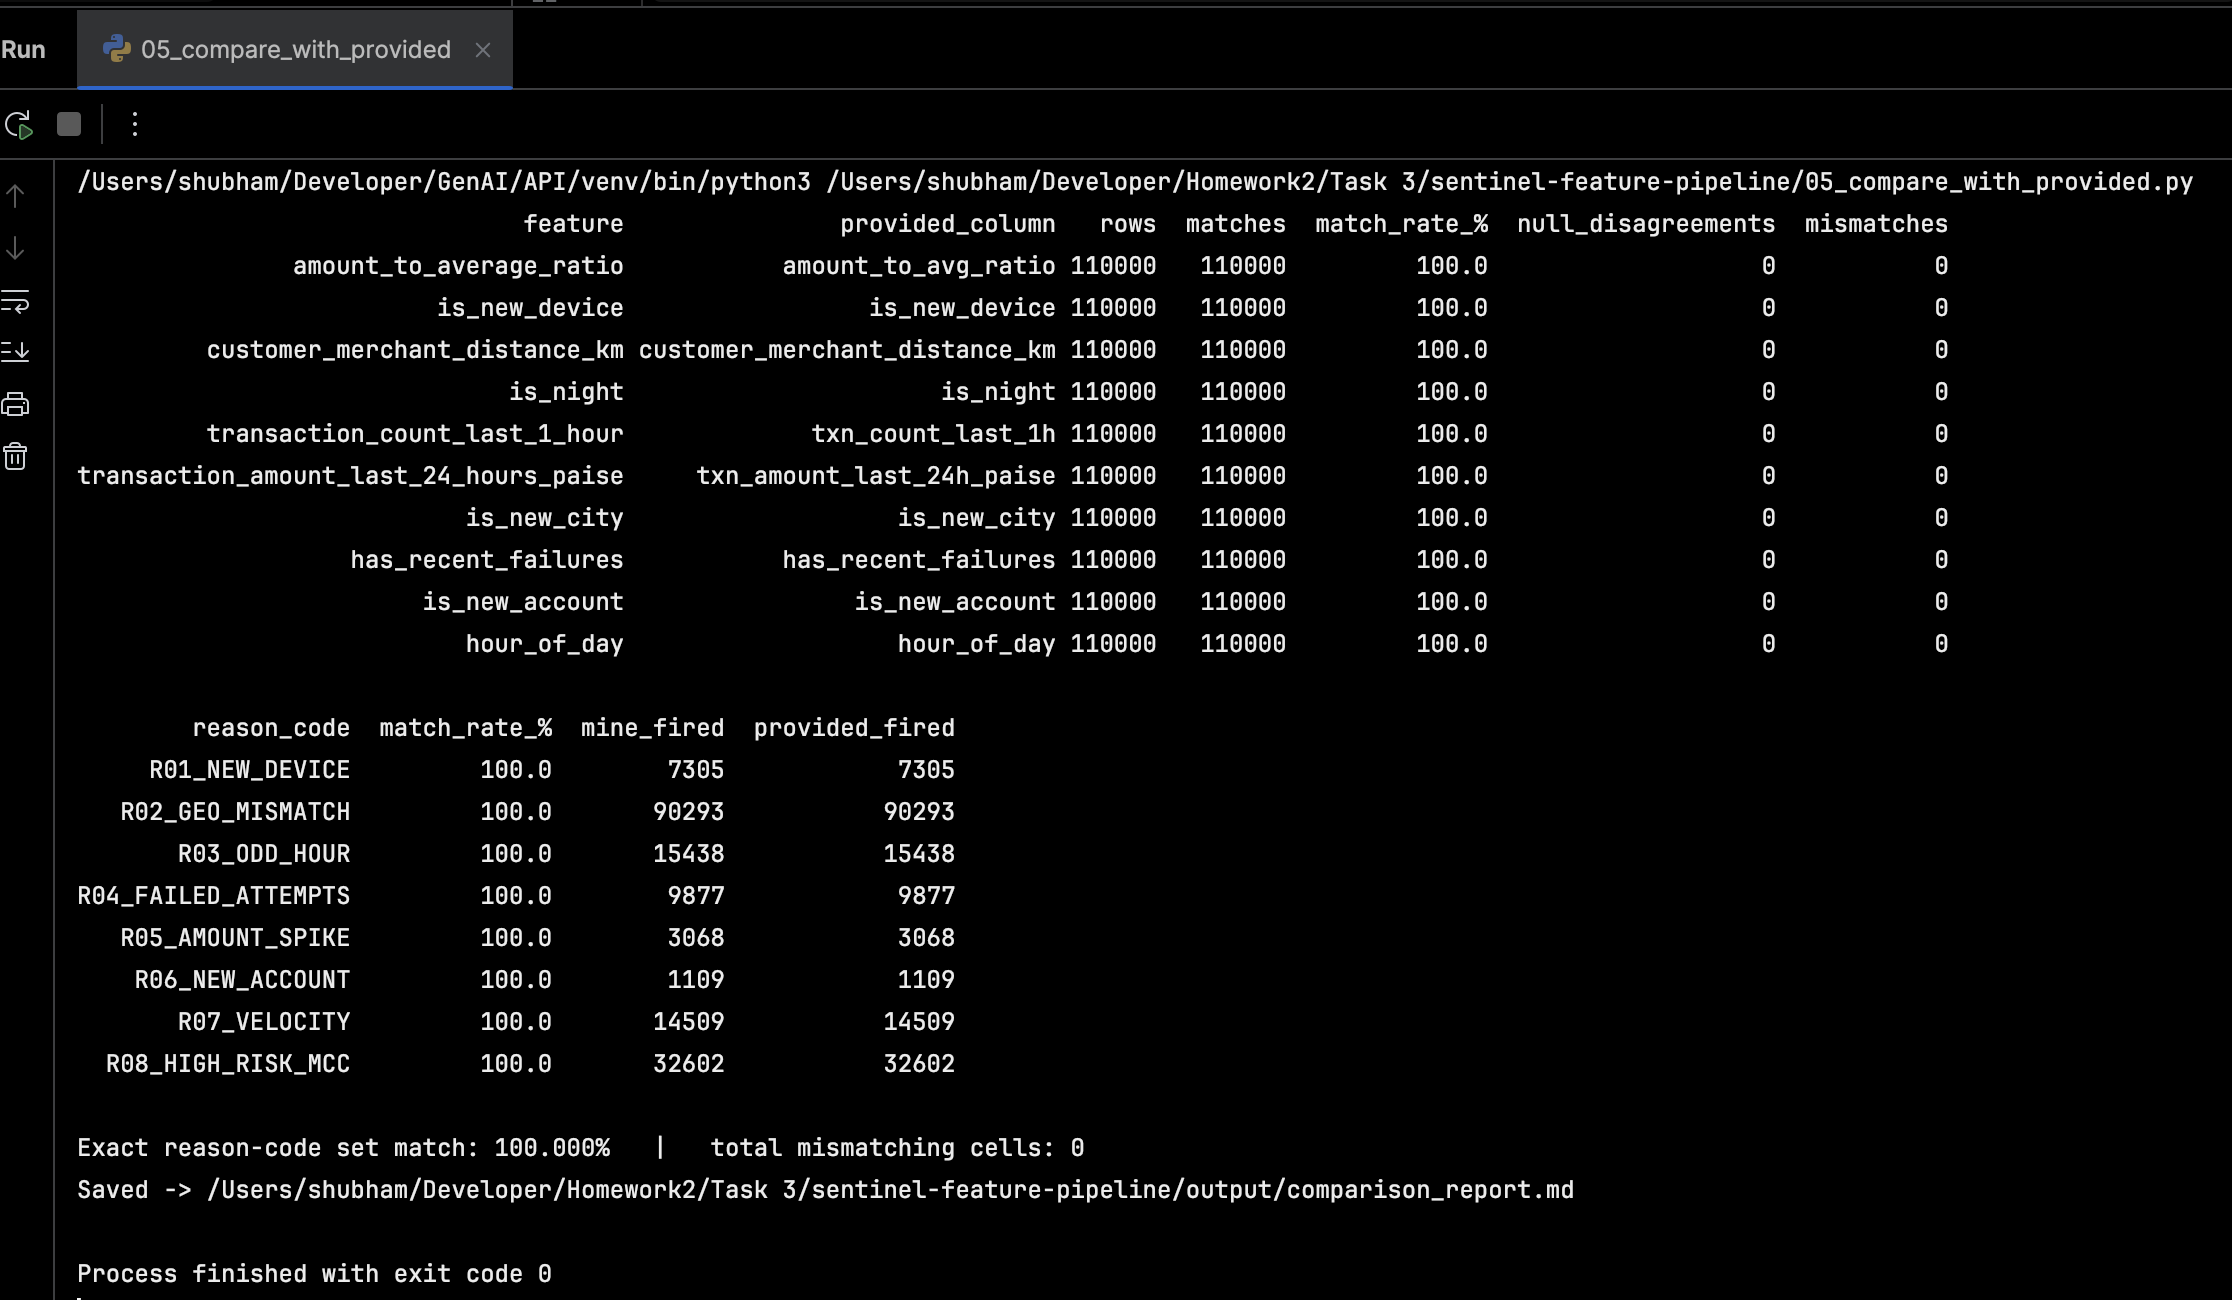 Run
05_compare_with_provided
/Users/shubham/Developer/GenAI/API/venv/bin/python3 /Users/shubham/Developer/Homework2/Task 3/sentinel-feature-pipeline/05_compare_with_provided.py
feature provided_column rows matches match_rate_% null_disagreements mismatches
amount_to_average_ratio amount_to_avg_ratio 110000 110000 100.0 0 0
is_new_device is_new_device 110000 110000 100.0 0 0
customer_merchant_distance_km customer_merchant_distance_km 110000 110000 100.0 0 0
is_night is_night 110000 110000 100.0 0 0
transaction_count_last_1_hour txn_count_last_1h 110000 110000 100.0 0 0
transaction_amount_last_24_hours_paise txn_amount_last_24h_paise 110000 110000 100.0 0 0
is_new_city is_new_city 110000 110000 100.0 0 0
has_recent_failures has_recent_failures 110000 110000 100.0 0 0
is_new_account is_new_account 110000 110000 100.0 0 0
hour_of_day hour_of_day 110000 110000 100.0 0 0
reason_code match_rate_% mine_fired provided_fired
R01_NEW_DEVICE 100.0 7305 7305
R02_GEO_MISMATCH 100.0 90293 90293
R03_ODD_HOUR 100.0 15438 15438
R04_FAILED_ATTEMPTS 100.0 9877 9877
R05_AMOUNT_SPIKE 100.0 3068 3068
R06_NEW_ACCOUNT 100.0 1109 1109
R07_VELOCITY 100.0 14509 14509
R08_HIGH_RISK_MCC 100.0 32602 32602
Exact reason-code set match: 100.000% | total mismatching cells: 0
Saved -> /Users/shubham/Developer/Homework2/Task 3/sentinel-feature-pipeline/output/comparison_report.md
Process finished with exit code 0